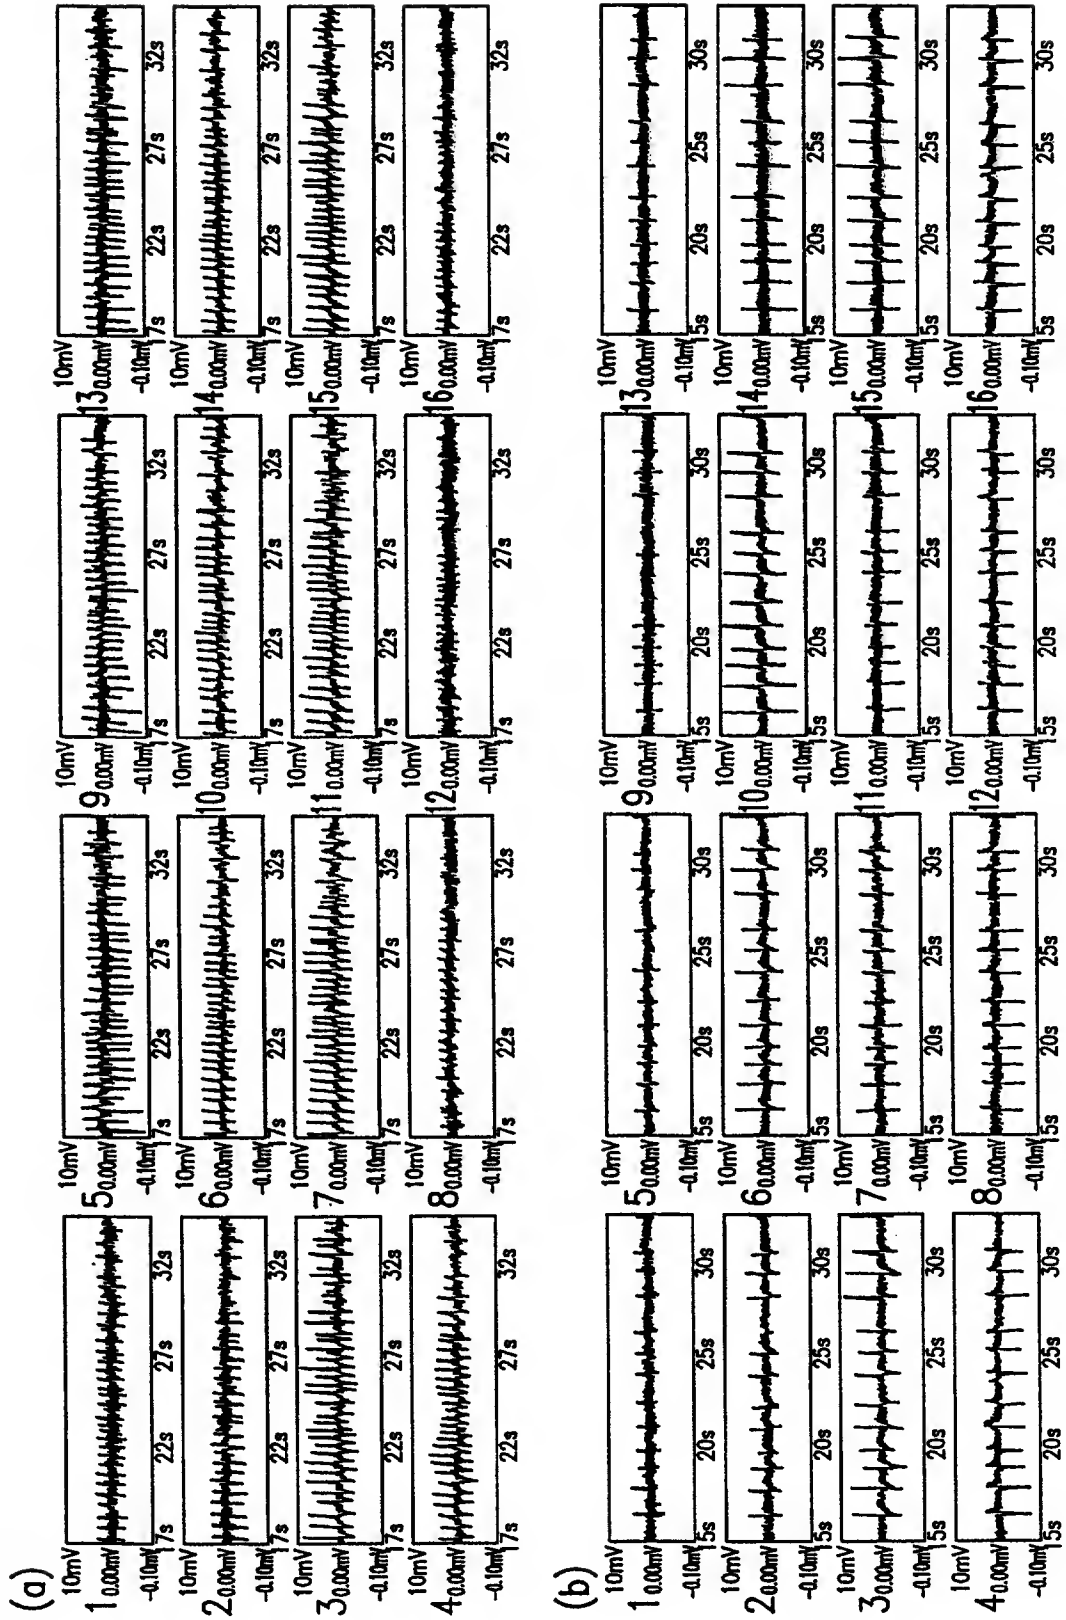 (a)
10mV 10mV 10mV 10mV
1 0.00mV 5 0.00mV 9 0.00mV 13 0.00mV
-0.10mV -0.10mV -0.10mV -0.10mV
17s 22s 27s 32s 17s 22s 27s 32s 17s 22s 27s 32s 17s 22s 27s 32s
10mV 10mV 10mV 10mV
2 0.00mV 6 0.00mV 10 0.00mV 14 0.00mV
-0.10mV -0.10mV -0.10mV -0.10mV
17s 22s 27s 32s 17s 22s 27s 32s 17s 22s 27s 32s 17s 22s 27s 32s
10mV 10mV 10mV 10mV
3 0.00mV 7 0.00mV 11 0.00mV 15 0.00mV
-0.10mV -0.10mV -0.10mV -0.10mV
17s 22s 27s 32s 17s 22s 27s 32s 17s 22s 27s 32s 17s 22s 27s 32s
10mV 10mV 10mV 10mV
4 0.00mV 8 0.00mV 12 0.00mV 16 0.00mV
-0.10mV -0.10mV -0.10mV -0.10mV
17s 22s 27s 32s 17s 22s 27s 32s 17s 22s 27s 32s 17s 22s 27s 32s
(b)
10mV 10mV 10mV 10mV
1 0.00mV 5 0.00mV 9 0.00mV 13 0.00mV
-0.10mV -0.10mV -0.10mV -0.10mV
15s 20s 25s 30s 15s 20s 25s 30s 15s 20s 25s 30s 15s 20s 25s 30s
10mV 10mV 10mV 10mV
2 0.00mV 6 0.00mV 10 0.00mV 14 0.00mV
-0.10mV -0.10mV -0.10mV -0.10mV
15s 20s 25s 30s 15s 20s 25s 30s 15s 20s 25s 30s 15s 20s 25s 30s
10mV 10mV 10mV 10mV
3 0.00mV 7 0.00mV 11 0.00mV 15 0.00mV
-0.10mV -0.10mV -0.10mV -0.10mV
15s 20s 25s 30s 15s 20s 25s 30s 15s 20s 25s 30s 15s 20s 25s 30s
10mV 10mV 10mV 10mV
4 0.00mV 8 0.00mV 12 0.00mV 16 0.00mV
-0.10mV -0.10mV -0.10mV -0.10mV
15s 20s 25s 30s 15s 20s 25s 30s 15s 20s 25s 30s 15s 20s 25s 30s